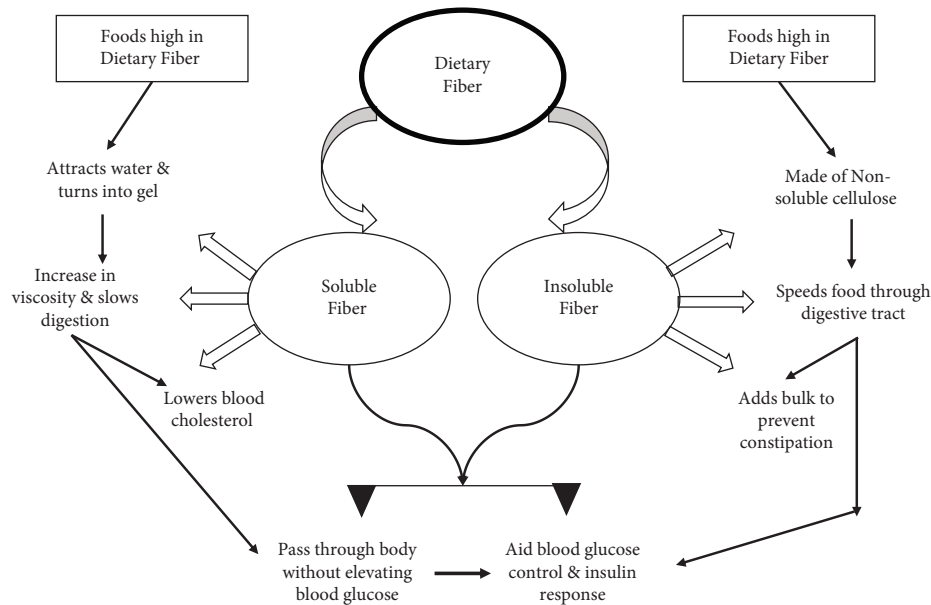 Foods high in
Dietary Fiber
Dietary
Fiber
Foods high in
Dietary Fiber
Attracts water &
turns into gel
Made of Non-
soluble cellulose
Increase in
viscosity & slows
digestion
Soluble
Fiber
Insoluble
Fiber
Speeds food through
digestive tract
Lowers blood
cholesterol
Adds bulk to
prevent
constipation
Pass through body
without elevating
blood glucose
Aid blood glucose
control & insulin
response